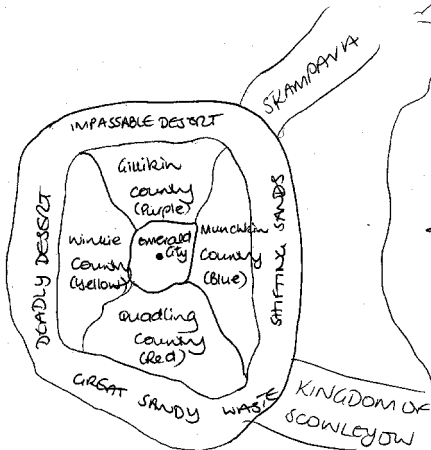 SKAMPAVIA
IMPASSABLE DESERT
Gillikin
Country
(Purple)
DEADLY DESERT
Winkie
Country
(Yellow)
Emerald
City
Munchkin
Country
(Blue)
SHIFTING SANDS
Quadling
Country
(Red)
GREAT SANDY WASTE
KINGDOM OF
SCOWLEYOW